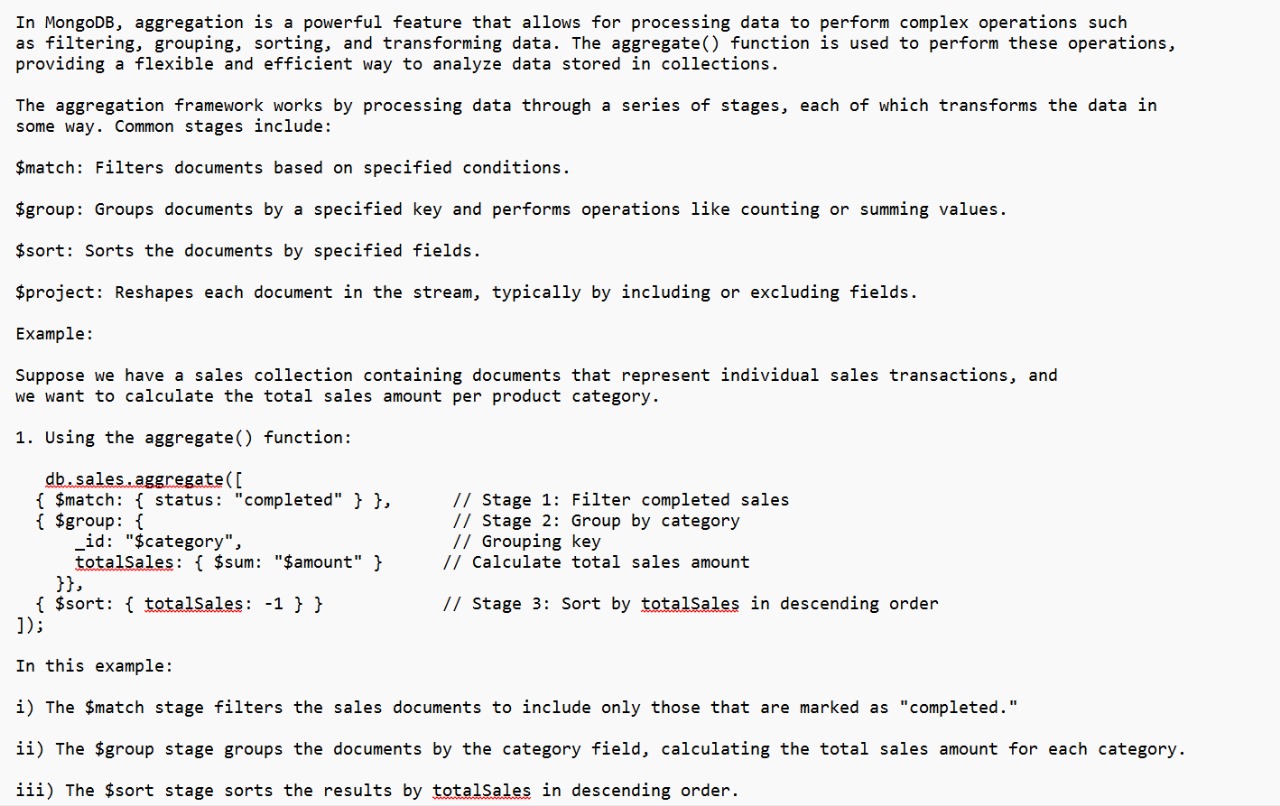 In MongoDB, aggregation is a powerful feature that allows for processing data to perform complex operations such
as filtering, grouping, sorting, and transforming data. The aggregate() function is used to perform these operations,
providing a flexible and efficient way to analyze data stored in collections.

The aggregation framework works by processing data through a series of stages, each of which transforms the data in
some way. Common stages include:

$match: Filters documents based on specified conditions.

$group: Groups documents by a specified key and performs operations like counting or summing values.

$sort: Sorts the documents by specified fields.

$project: Reshapes each document in the stream, typically by including or excluding fields.

Example:

Suppose we have a sales collection containing documents that represent individual sales transactions, and
we want to calculate the total sales amount per product category.

1. Using the aggregate() function:

   db.sales.aggregate([
  { $match: { status: "completed" } },      // Stage 1: Filter completed sales
  { $group: {                               // Stage 2: Group by category
      _id: "$category",                     // Grouping key
      totalSales: { $sum: "$amount" }      // Calculate total sales amount
    }},
  { $sort: { totalSales: -1 } }            // Stage 3: Sort by totalSales in descending order
]);

In this example:

i) The $match stage filters the sales documents to include only those that are marked as "completed."

ii) The $group stage groups the documents by the category field, calculating the total sales amount for each category.

iii) The $sort stage sorts the results by totalSales in descending order.